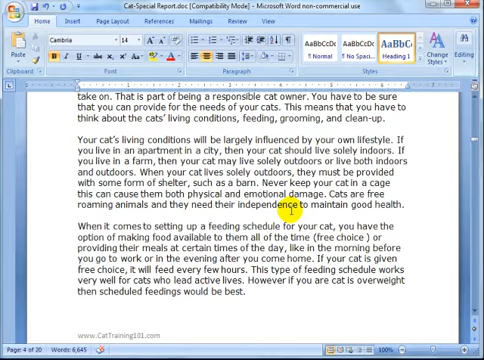 Cat-Special Report.doc [Compatibility Mode] - Microsoft Word non-commercial use
Home Insert Page Layout References Mailings Review View
Paste
AaBbCcDc AaBbCcDc AaBbC
¶ Normal ¶ No Spaci... Heading 1
Change Styles
Editing
Clipboard Font Paragraph Styles
take on. That is part of being a responsible cat owner. You have to be sure
that you can provide for the needs of your cats. This means that you have to
think about the cats' living conditions, feeding, grooming, and clean-up.
Your cat's living conditions will be largely influenced by your own lifestyle. If
you live in an apartment in city, then your cat should live solely indoors. If
you live in a farm, then your cat may live solely outdoors or live both indoors
and outdoors. When your cat lives solely outdoors, they must be provided
with some form of shelter, such as a barn. Never keep your cat in a cage
this can cause them both physical and emotional damage. Cats are free
roaming animals and they need their independence to maintain good health.
When it comes to setting up a feeding schedule for your cat, you have the
option of making food available to them all of the time (free choice ) or
providing their meals at certain times of the day, like in the morning before
you go to work or in the evening after you come home. If your cat is given
free choice, it will feed every few hours. This type of feeding schedule works
very well for cats who lead active lives. However if you are cat is overweight
then scheduled feedings would be best.
www.CatTraining101.com
Page: 4 of 20 Words: 6,645 100%